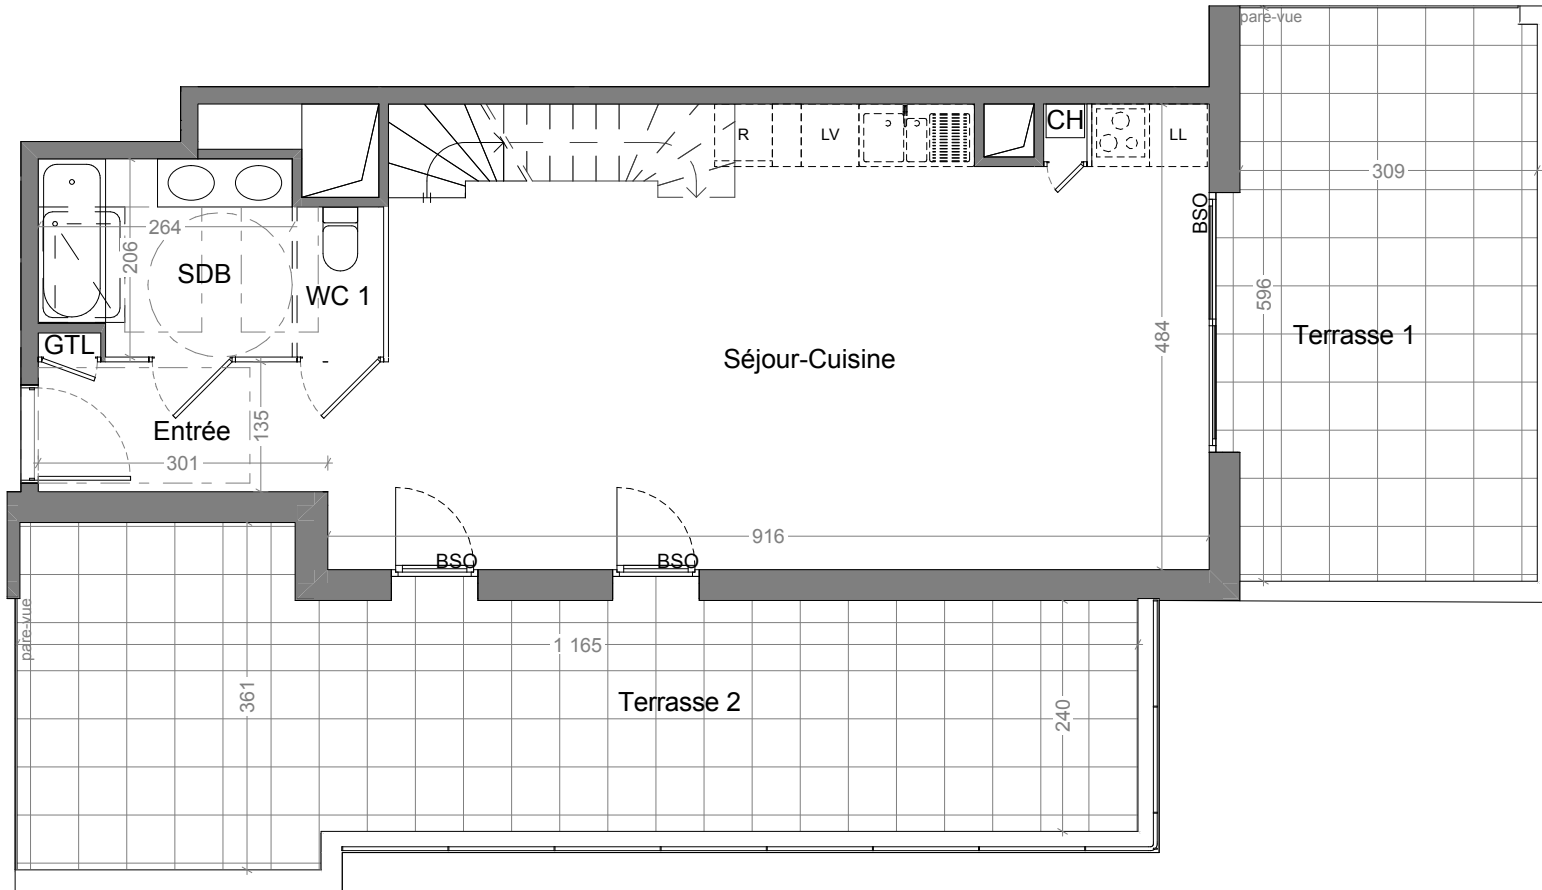 pare-vue
R
LV
CH
LL
309
BSO
264
206
SDB
WC 1
596
GTL
484
Terrasse 1
Séjour-Cuisine
Entrée
135
301
916
BSO
BSO
pare-vue
1 165
361
Terrasse 2
240